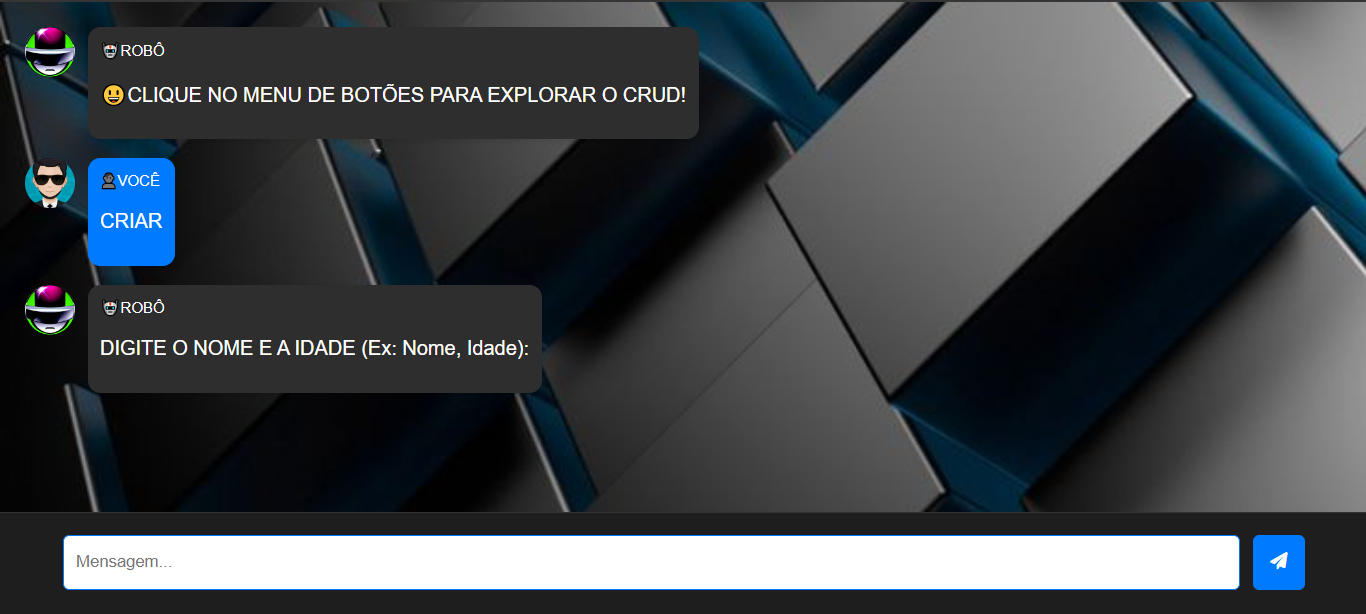 ROBÔ
CLIQUE NO MENU DE BOTÕES PARA EXPLORAR O CRUD!
VOCÊ
CRIAR
ROBÔ
DIGITE O NOME E A IDADE (Ex: Nome, Idade):
Mensagem...